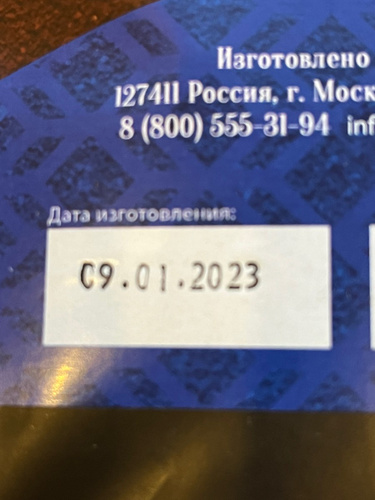 Изготовлено
127411 Россия, г. Моск
8 (800) 555-31-94 inf
Дата изготовления:
09.01.2023